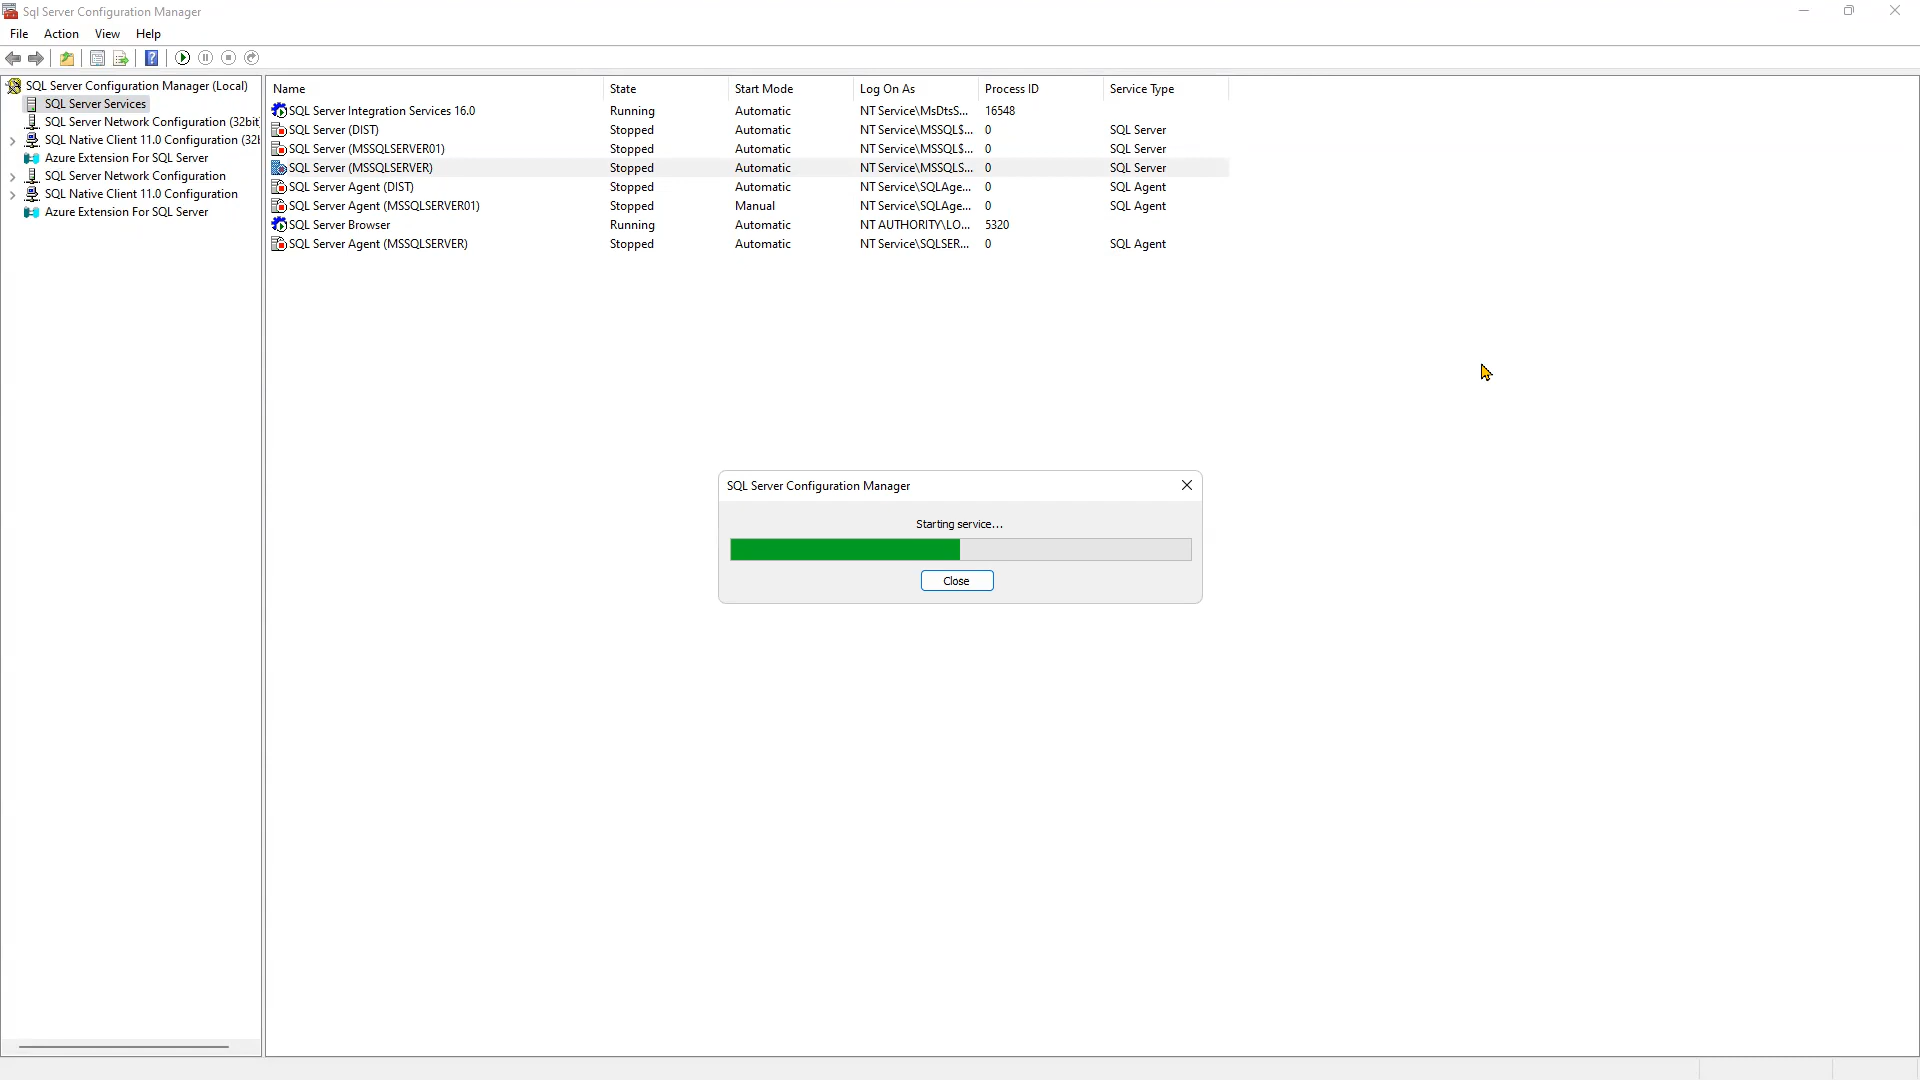 Sql Server Configuration Manager
File Action View Help
SQL Server Configuration Manager (Local)
SQL Server Services
SQL Server Network Configuration (32bit
SQL Native Client 11.0 Configuration (32
Azure Extension For SQL Server
SQL Server Network Configuration
SQL Native Client 11.0 Configuration
Azure Extension For SQL Server
Name State Start Mode Log On As Process ID Service Type
SQL Server Integration Services 16.0 Running Automatic NT Service\MsDtsS... 16548
SQL Server (DIST) Stopped Automatic NT Service\MSSQL$... 0 SQL Server
SQL Server (MSSQLSERVER01) Stopped Automatic NT Service\MSSQL$... 0 SQL Server
SQL Server (MSSQLSERVER) Stopped Automatic NT Service\MSSQLS... 0 SQL Server
SQL Server Agent (DIST) Stopped Automatic NT Service\SQLAge... 0 SQL Agent
SQL Server Agent (MSSQLSERVER01) Stopped Manual NT Service\SQLAge... 0 SQL Agent
SQL Server Browser Running Automatic NT AUTHORITY\LO... 5320
SQL Server Agent (MSSQLSERVER) Stopped Automatic NT Service\SQLSER... 0 SQL Agent
SQL Server Configuration Manager
Starting service...
Close